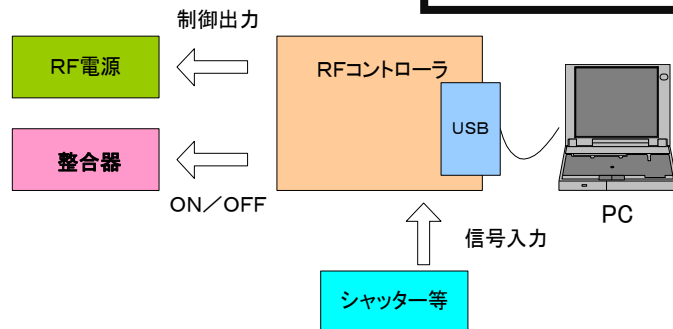 制御出力
RF電源
RFコントローラ
USB
整合器
ON／OFF
PC
信号入力
シャッター等